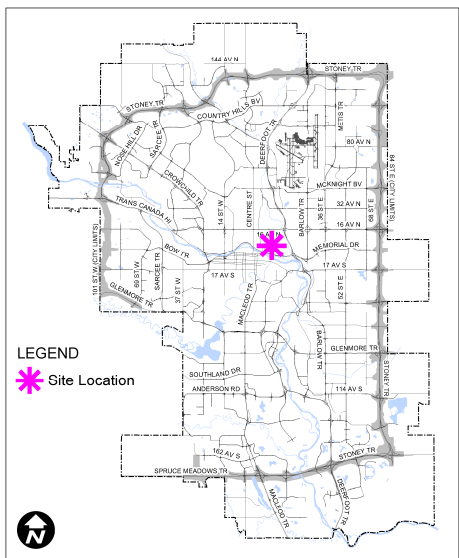 144 AV N
STONEY TR
STONEY TR
COUNTRY HILLS BV
DEERFOOT TR
METIS TR
NOSE HILL DR
SARCEE TR
80 AV N
CROWCHILD TR
MCKNIGHT BV
84 ST E (CITY LIMITS)
TRANS CANADA HI
14 ST W
CENTRE ST
BARLOW TR
36 ST E
32 AV N
68 ST E
16 AV N
16 AV N
MEMORIAL DR
BOW TR
101 ST W (CITY LIMITS)
69 ST W
SARCEE TR
37 ST W
17 AV S
17 AV S
GLENMORE TR
MACLEOD TR
52 ST E
BARLOW TR
GLENMORE TR
LEGEND
Site Location
SOUTHLAND DR
ANDERSON RD
114 AV S
STONEY TR
162 AV S
STONEY TR
SPRUCE MEADOWS TR
MACLEOD TR
DEERFOOT TR
N